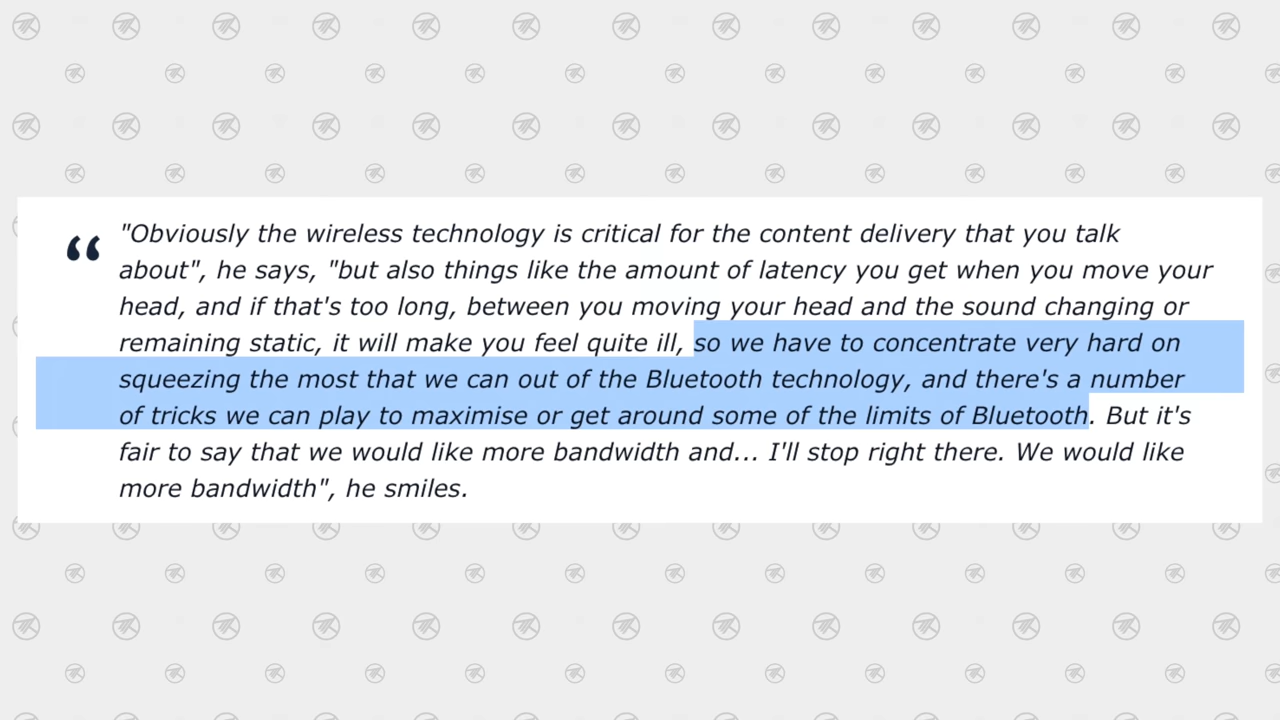 “
"Obviously the wireless technology is critical for the content delivery that you talk
about", he says, "but also things like the amount of latency you get when you move your
head, and if that's too long, between you moving your head and the sound changing or
remaining static, it will make you feel quite ill, so we have to concentrate very hard on
squeezing the most that we can out of the Bluetooth technology, and there's a number
of tricks we can play to maximise or get around some of the limits of Bluetooth. But it's
fair to say that we would like more bandwidth and... I'll stop right there. We would like
more bandwidth", he smiles.